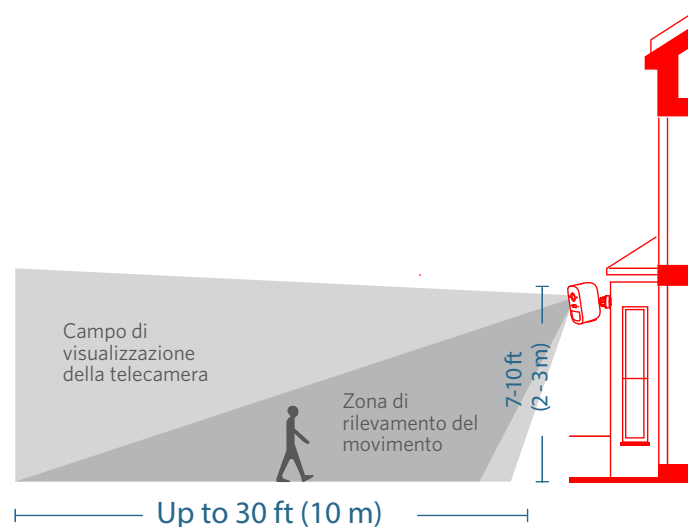 Campo di
visualizzazione
della telecamera
Zona di
rilevamento del
movimento
7-10 ft
(2 - 3 m)
Up to 30 ft (10 m)